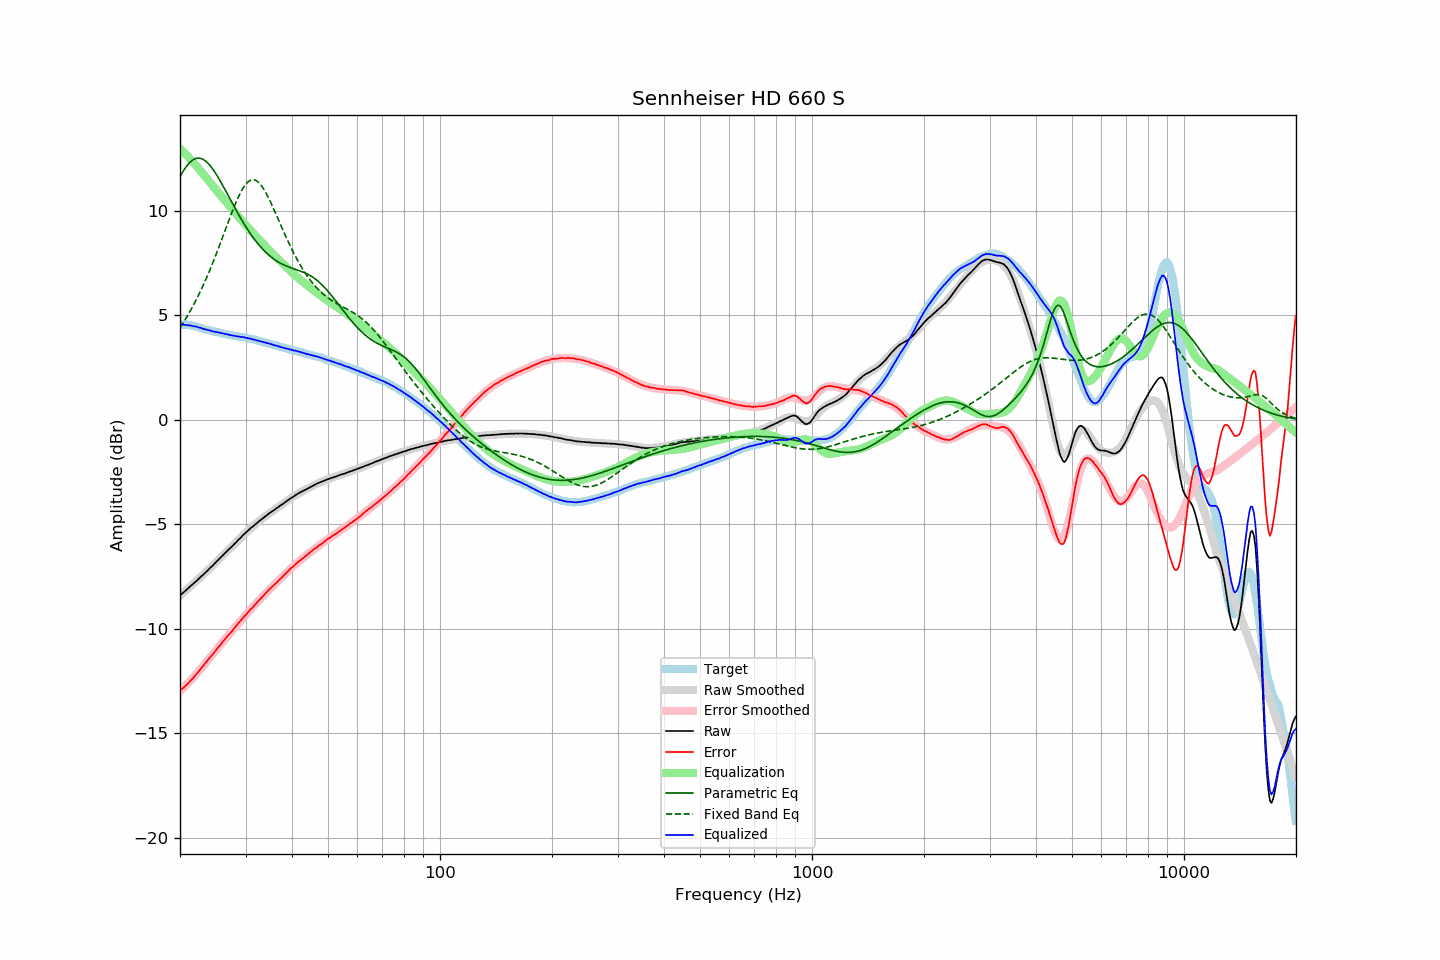 Sennheiser HD 660 S
Amplitude (dBr)
10
5
0
−5
−10
−15
−20
Target
Raw Smoothed
Error Smoothed
Raw
Error
Equalization
Parametric Eq
Fixed Band Eq
Equalized
100
1000
10000
Frequency (Hz)